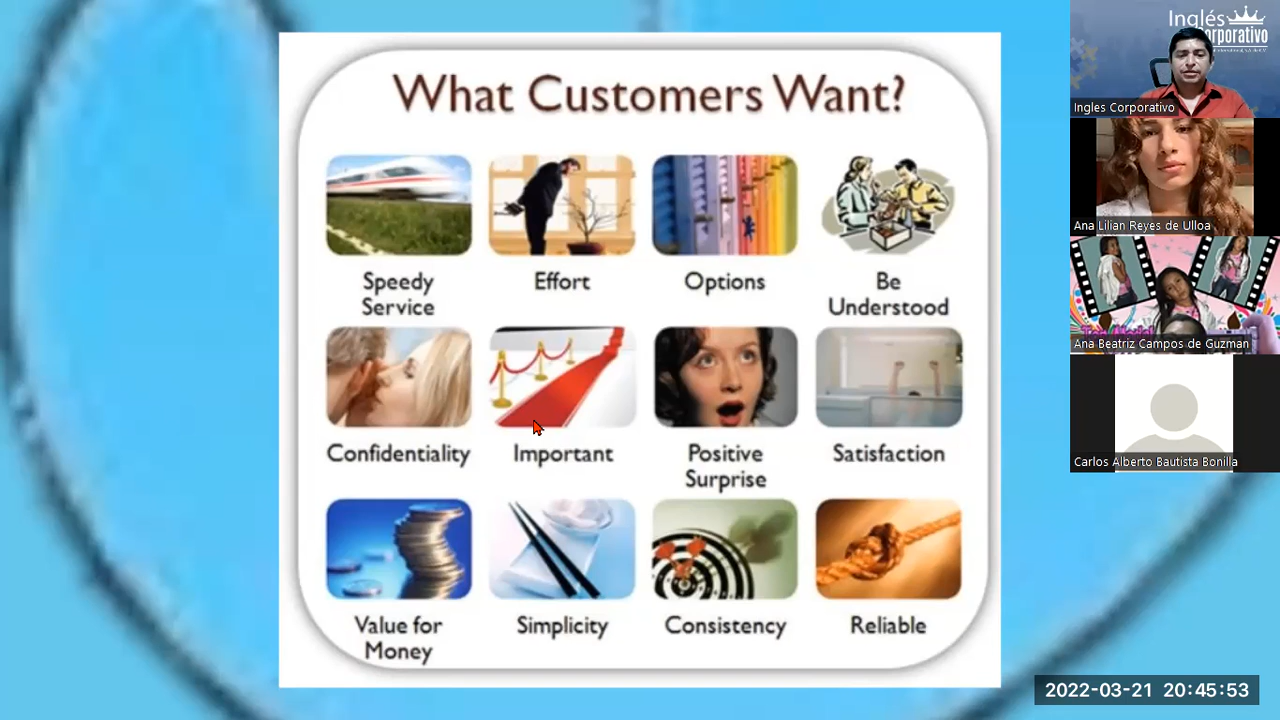 What Customers Want?
Speedy
Service
Effort
Options
Be
Understood
Confidentiality
Important
Positive
Surprise
Satisfaction
Value for
Money
Simplicity
Consistency
Reliable
Inglés
Corporativo
Ingles Corporativo
Ana Lilian Reyes de Ulloa
Ana Beatriz Campos de Guzman
Carlos Alberto Bautista Bonilla
2022-03-21 20:45:53